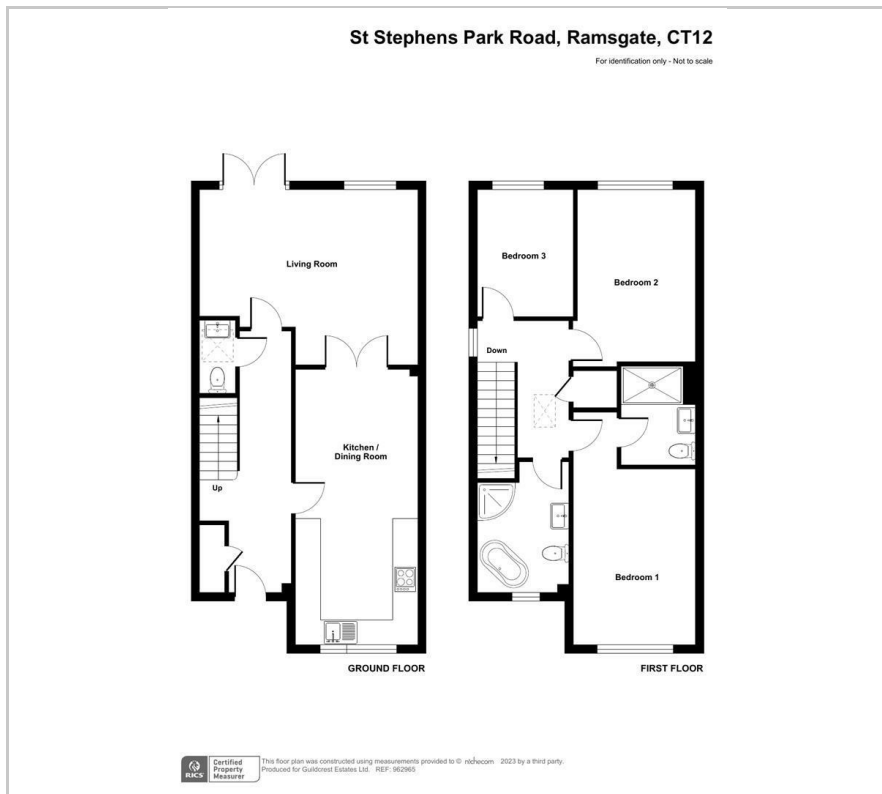 St Stephens Park Road, Ramsgate, CT12
For identification only - Not to scale
Living Room
Kitchen /
Dining Room
Up
GROUND FLOOR
Bedroom 3
Bedroom 2
Down
Bedroom 1
FIRST FLOOR
RICS
Certified
Property
Measurer
This floor plan was constructed using measurements provided to © nichecom 2023 by a third party.
Produced for Guildcrest Estates Ltd. REF: 962965